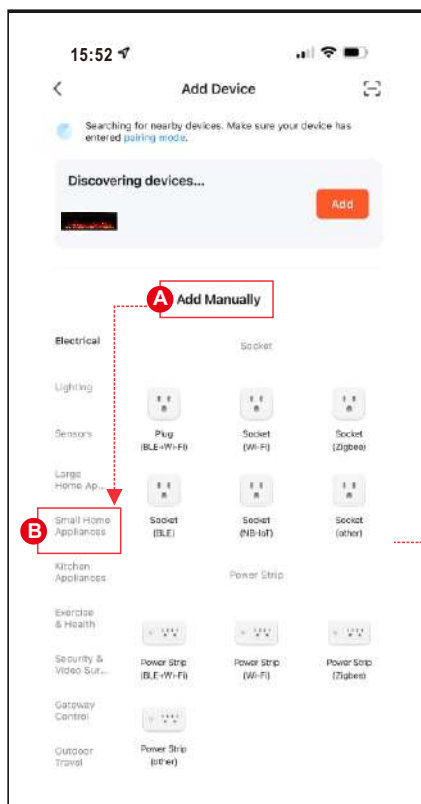 15:52
Add Device
Searching for nearby devices. Make sure your device has
entered pairing mode.
Discovering devices...
Add
A Add Manually
Electrical
Socket
Lighting
Sensors
Plug
(BLE+Wi-Fi)
Socket
(Wi-Fi)
Socket
(Zigbee)
Large
Home Ap...
B Small Home
Appliances
Socket
(BLE)
Socket
(NB-IoT)
Socket
(other)
Kitchen
Appliances
Power Strip
Exercise
& Health
Security &
Video Sur...
Power Strip
(BLE+Wi-Fi)
Power Strip
(Wi-Fi)
Power Strip
(Zigbee)
Gateway
Control
Outdoor
Travel
Power Strip
(other)